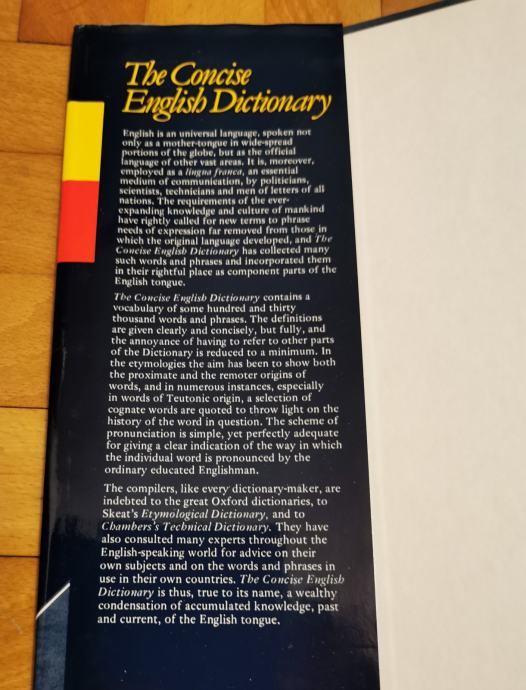 The Concise
English Dictionary
English is an universal language, spoken not
only as a mother-tongue in wide-spread
portions of the globe, but as the official
language of other vast areas. It is, moreover,
employed as a lingua franca, an essential
medium of communication, by politicians,
scientists, technicians and men of letters of all
nations. The requirements of the ever-
expanding knowledge and culture of mankind
have rightly called for new terms to phrase
needs of expression far removed from those in
which the original language developed, and The
Concise English Dictionary has collected many
such words and phrases and incorporated them
in their rightful place as component parts of the
English tongue.
The Concise English Dictionary contains a
vocabulary of some hundred and thirty
thousand words and phrases. The definitions
are given clearly and concisely, but fully, and
the annoyance of having to refer to other parts
of the Dictionary is reduced to a minimum. In
the etymologies the aim has been to show both
the proximate and the remoter origins of
words, and in numerous instances, especially
in words of Teutonic origin, a selection of
cognate words are quoted to throw light on the
history of the word in question. The scheme of
pronunciation is simple, yet perfectly adequate
for giving a clear indication of the way in which
the individual word is pronounced by the
ordinary educated Englishman.
The compilers, like every dictionary-maker, are
indebted to the great Oxford dictionaries, to
Skeat's Etymological Dictionary, and to
Chambers's Technical Dictionary. They have
also consulted many experts throughout the
English-speaking world for advice on their
own subjects and on the words and phrases in
use in their own countries. The Concise English
Dictionary is thus, true to its name, a wealthy
condensation of accumulated knowledge, past
and current, of the English tongue.